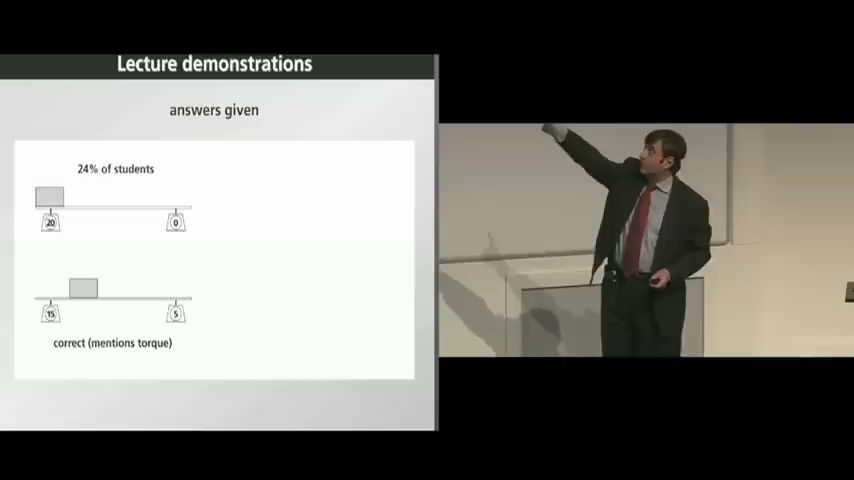 Lecture demonstrations
answers given
24% of students
20 0
15 5
correct (mentions torque)